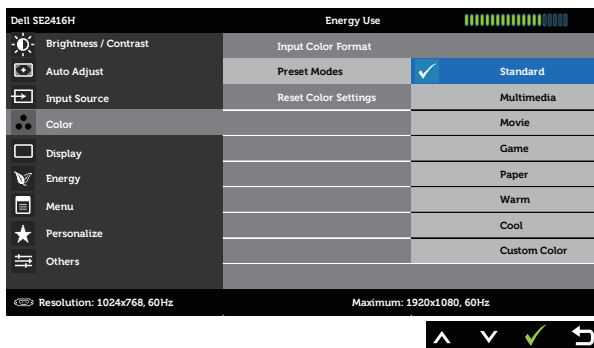 Dell SE2416H Energy Use
Brightness / Contrast
Input Color Format
Auto Adjust
Preset Modes
Standard
Input Source
Reset Color Settings
Multimedia
Color
Movie
Display
Game
Energy
Paper
Menu
Warm
Personalize
Cool
Others
Custom Color
Resolution: 1024x768, 60Hz Maximum: 1920x1080, 60Hz